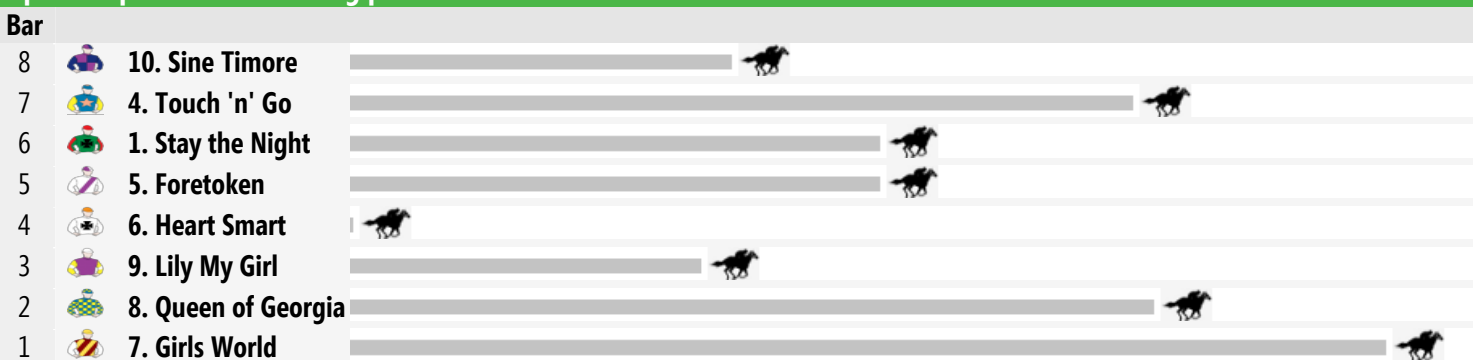 Bar
8 10. Sine Timore
7 4. Touch 'n' Go
6 1. Stay the Night
5 5. Foretoken
4 6. Heart Smart
3 9. Lily My Girl
2 8. Queen of Georgia
1 7. Girls World